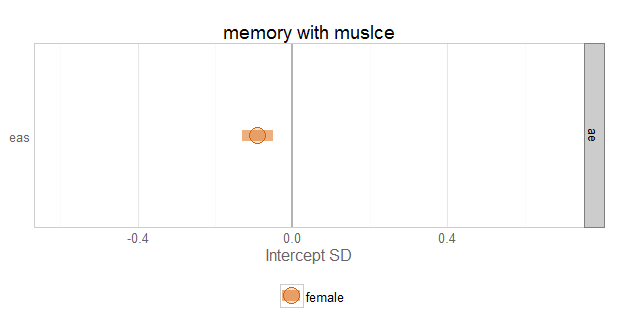 memory with muslce
eas
ae
-0.4 0.0 0.4
Intercept SD
female